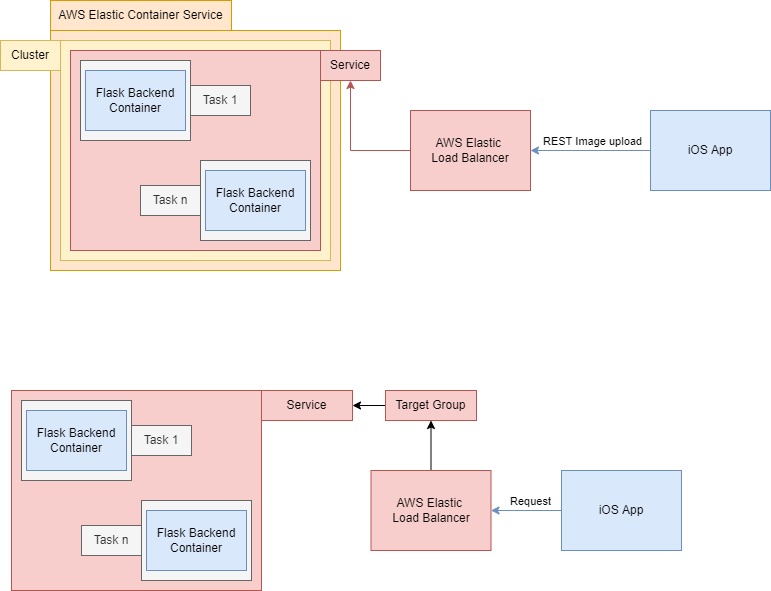 AWS Elastic Container Service
Cluster
Service
Flask Backend
Container
Task 1
Task n
Flask Backend
Container
AWS Elastic
Load Balancer
REST Image upload
iOS App
Service
Target Group
Flask Backend
Container
Task 1
Task n
Flask Backend
Container
AWS Elastic
Load Balancer
Request
iOS App